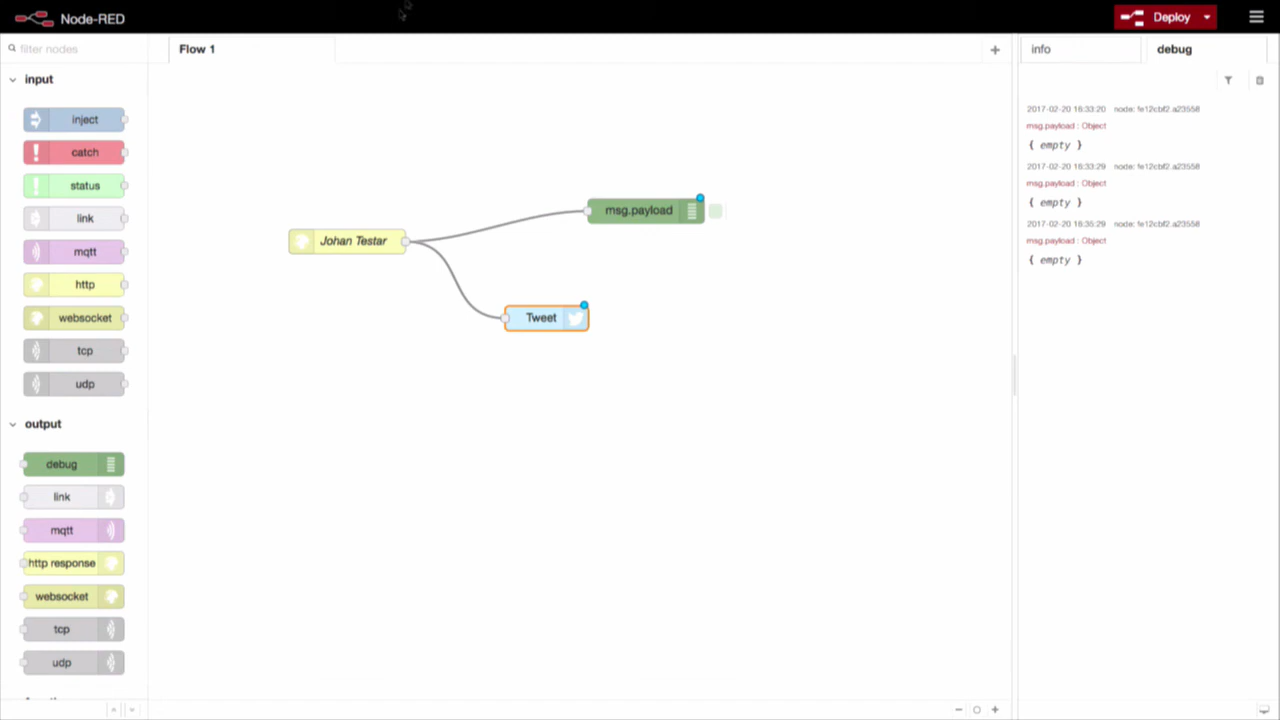 Node-RED
Deploy
filter nodes
Flow 1
info
debug
input
inject
catch
status
link
mqtt
http
websocket
tcp
udp
output
debug
link
mqtt
http response
websocket
tcp
udp
Johan Testar
msg.payload
Tweet
2017-02-20 16:33:20 node: fe12cbf2.a23558
msg.payload : Object
{ empty }
2017-02-20 16:33:29 node: fe12cbf2.a23558
msg.payload : Object
{ empty }
2017-02-20 16:35:29 node: fe12cbf2.a23558
msg.payload : Object
{ empty }